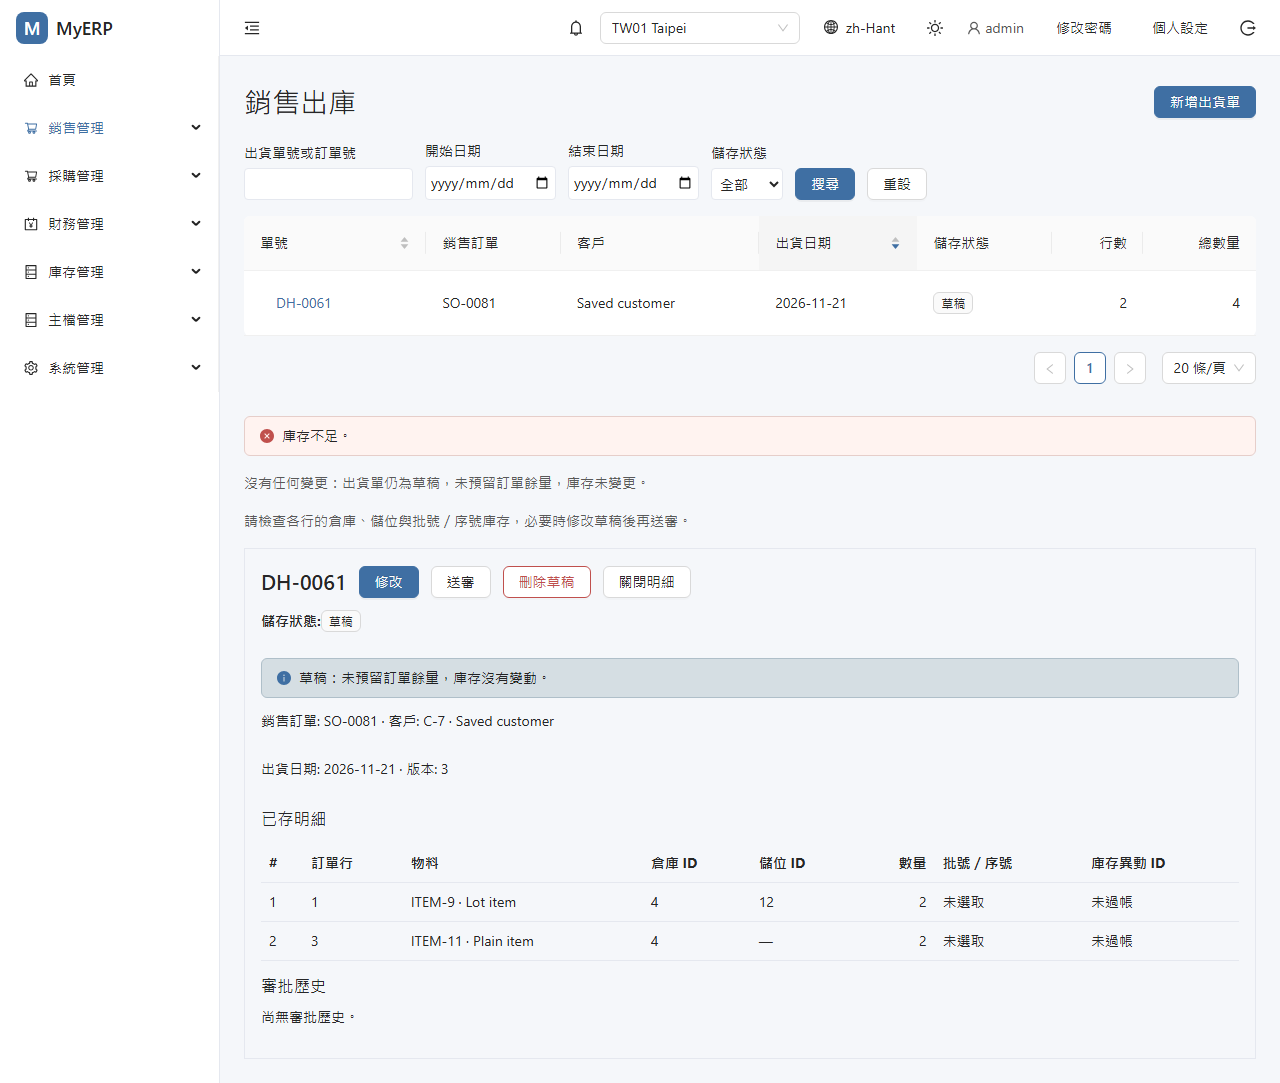 M MyERP
TW01 Taipei
zh-Hant
admin
修改密碼
個人設定
首頁
銷售管理
採購管理
財務管理
庫存管理
主檔管理
系統管理
銷售出庫
新增出貨單
出貨單號或訂單號
開始日期
結束日期
儲存狀態
yyyy/mm/dd
yyyy/mm/dd
全部
搜尋
重設
單號 銷售訂單 客戶 出貨日期 儲存狀態 行數 總數量
DH-0061 SO-0081 Saved customer 2026-11-21 草稿 2 4
1
20 條/頁
庫存不足。
沒有任何變更：出貨單仍為草稿，未預留訂單餘量，庫存未變更。
請檢查各行的倉庫、儲位與批號 / 序號庫存，必要時修改草稿後再送審。
DH-0061 修改 送審 刪除草稿 關閉明細
儲存狀態: 草稿
草稿：未預留訂單餘量，庫存沒有變動。
銷售訂單: SO-0081 · 客戶: C-7 · Saved customer
出貨日期: 2026-11-21 · 版本: 3
已存明細
# 訂單行 物料 倉庫 ID 儲位 ID 數量 批號 / 序號 庫存異動 ID
1 1 ITEM-9 · Lot item 4 12 2 未選取 未過帳
2 3 ITEM-11 · Plain item 4 — 2 未選取 未過帳
審批歷史
尚無審批歷史。